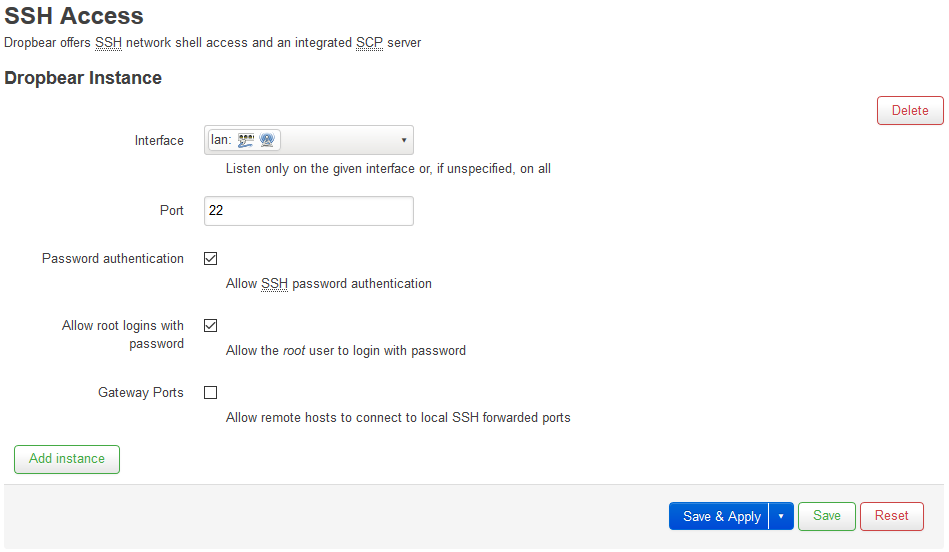 SSH Access
Dropbear offers SSH network shell access and an integrated SCP server
Dropbear Instance
Delete
Interface
lan:
Listen only on the given interface or, if unspecified, on all
Port
22
Password authentication
Allow SSH password authentication
Allow root logins with
password
Allow the root user to login with password
Gateway Ports
Allow remote hosts to connect to local SSH forwarded ports
Add instance
Save & Apply
Save
Reset